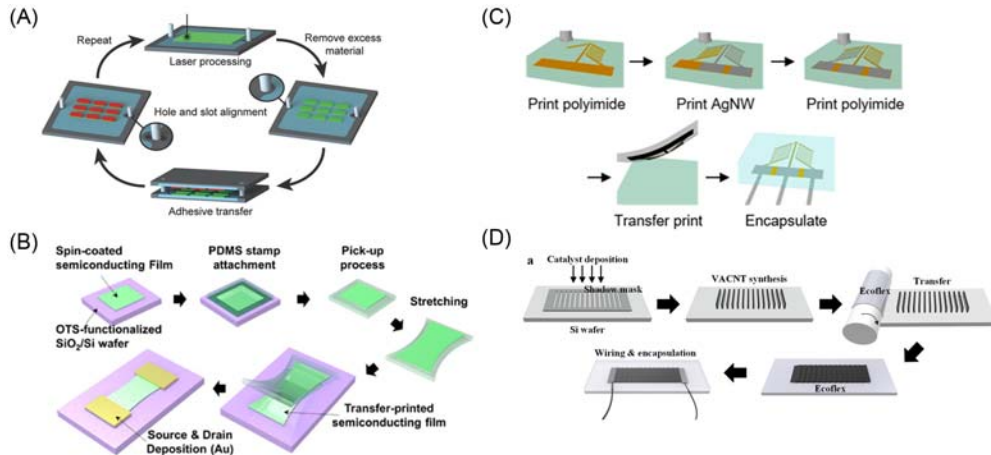 (A)
Repeat
Laser processing
Remove excess
material
Hole and slot alignment
Adhesive transfer
(B)
Spin-coated
semiconducting Film
PDMS stamp
attachment
Pick-up
process
Stretching
OTS-functionalized
SiO₂/Si wafer
Source & Drain
Deposition (Au)
Transfer-printed
semiconducting film
(C)
Print polyimide
Print AgNW
Print polyimide
Transfer print
Encapsulate
(D)
a
Catalyst deposition
Shadow mask
Si wafer
VACNT synthesis
Ecoflex
Transfer
Wiring & encapsulation
Ecoflex